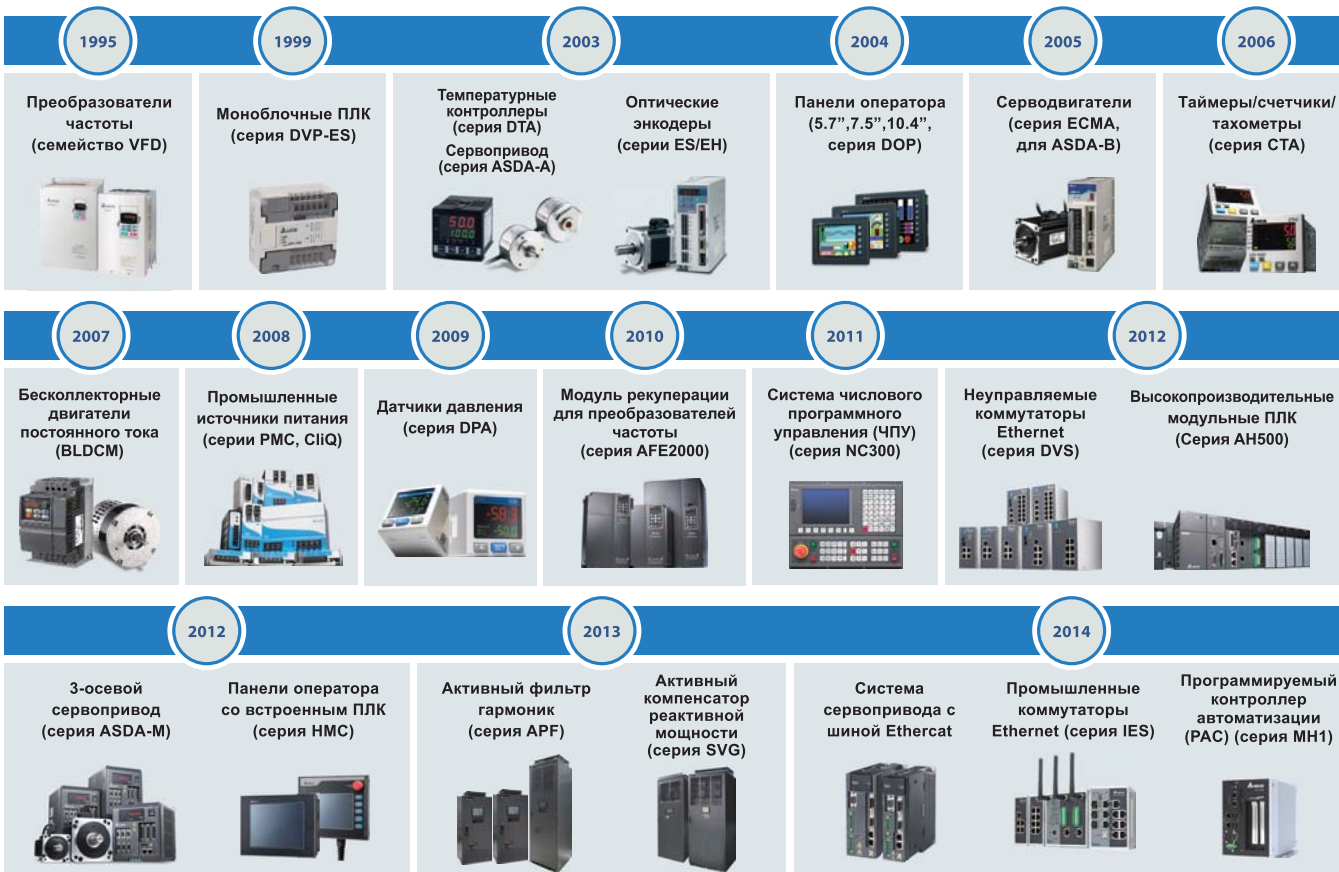 1995
1999
2003
2004
2005
2006
Преобразователи
частоты
(семейство VFD)
Моноблочные ПЛК
(серия DVP-ES)
Температурные
контроллеры
(серия DTA)
Сервопривод
(серия ASDA-A)
Оптические
энкодеры
(серии ES/EH)
Панели оператора
(5.7”,7.5”,10.4”,
серия DOP)
Серводвигатели
(серия ECMA,
для ASDA-B)
Таймеры/счетчики/
тахометры
(серия CTA)
2007
2008
2009
2010
2011
2012
Бесколлекторные
двигатели
постоянного тока
(BLDCM)
Промышленные
источники питания
(серии PMC, CliQ)
Датчики давления
(серия DPA)
Модуль рекуперации
для преобразователей
частоты
(серия AFE2000)
Система числового
программного
управления (ЧПУ)
(серия NC300)
Неуправляемые
коммутаторы
Ethernet
(серия DVS)
Высокопроизводительные
модульные ПЛК
(Серия AH500)
2012
2013
2014
3-осевой
сервопривод
(серия ASDA-M)
Панели оператора
со встроенным ПЛК
(серия HMC)
Активный фильтр
гармоник
(серия APF)
Активный
компенсатор
реактивной
мощности
(серия SVG)
Система
сервопривода с
шиной Ethercat
Промышленные
коммутаторы
Ethernet (серия IES)
Программируемый
контроллер
автоматизации
(PAC) (серия MH1)